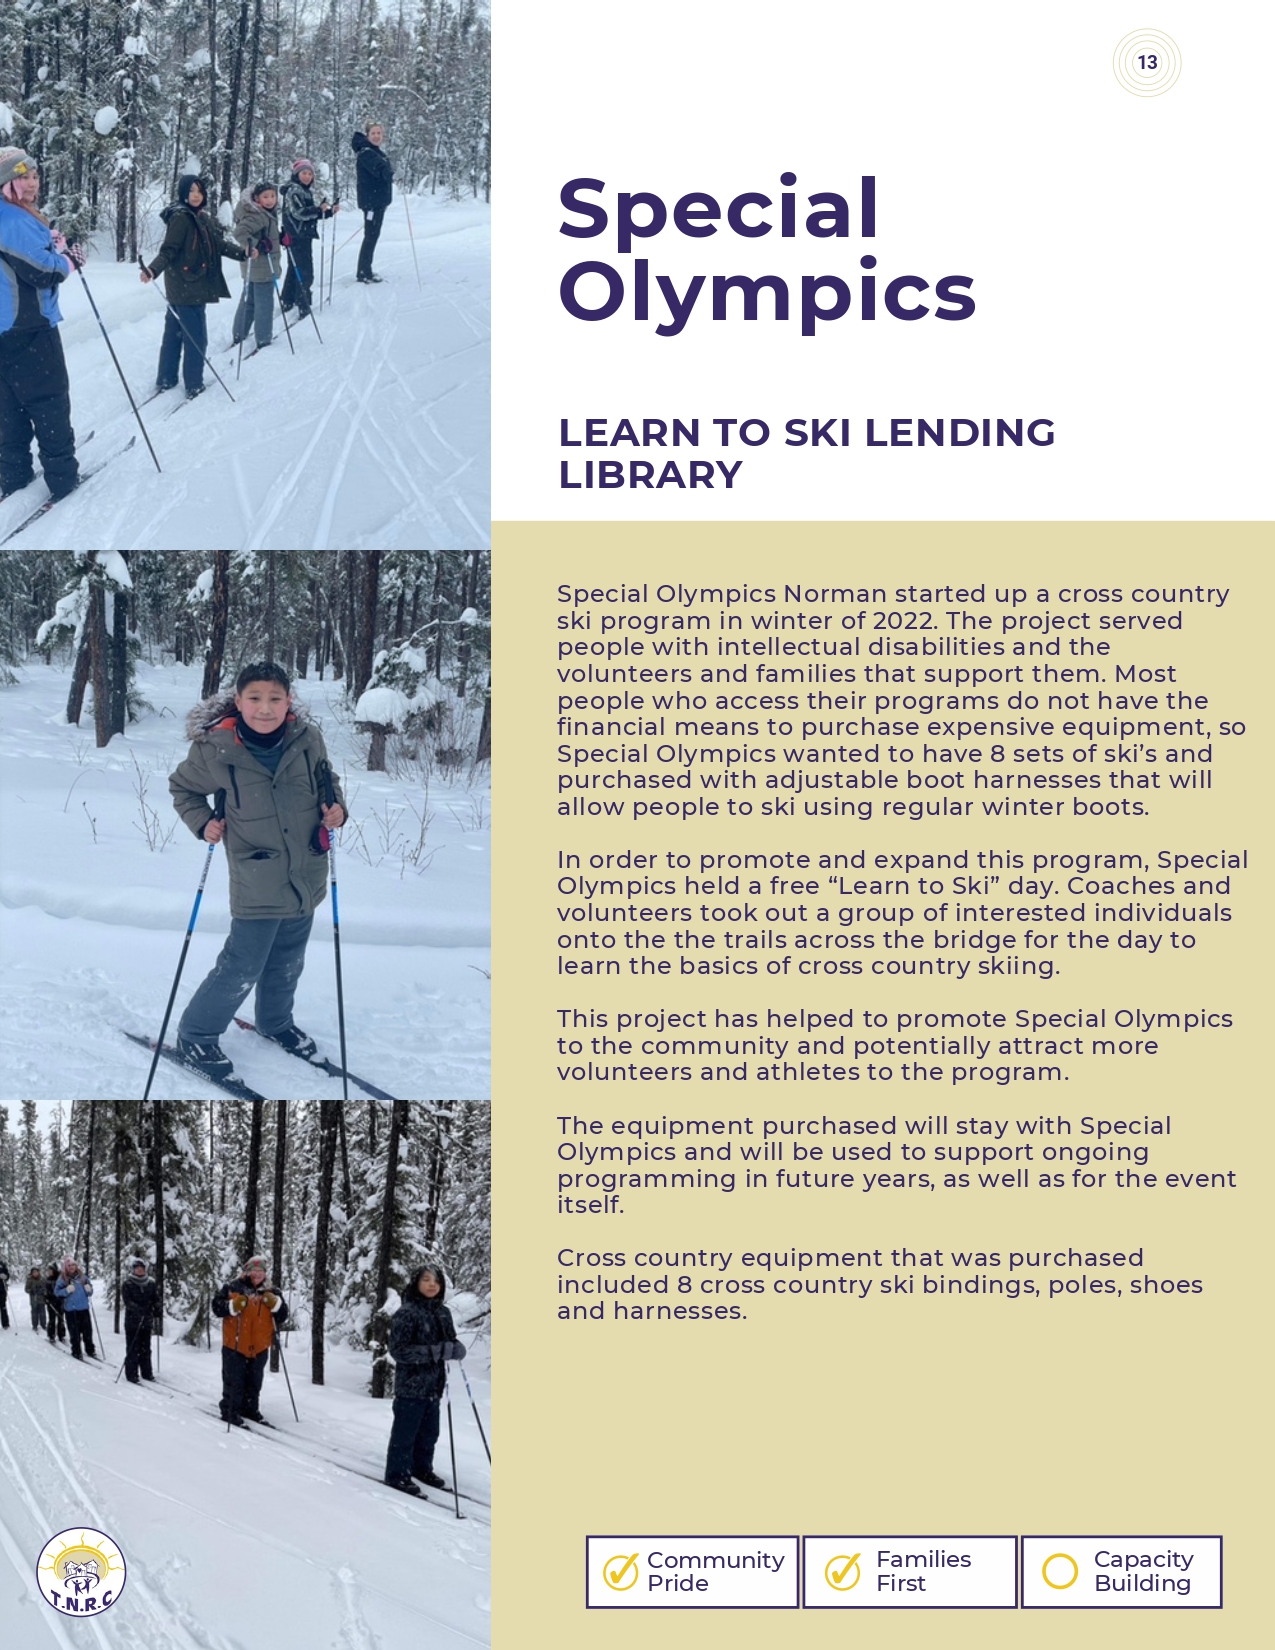 13
Special
Olympics
LEARN TO SKI LENDING
LIBRARY
Special Olympics Norman started up a cross country
ski program in winter of 2022. The project served
people with intellectual disabilities and the
volunteers and families that support them. Most
people who access their programs do not have the
financial means to purchase expensive equipment, so
Special Olympics wanted to have 8 sets of ski’s and
purchased with adjustable boot harnesses that will
allow people to ski using regular winter boots.
In order to promote and expand this program, Special
Olympics held a free “Learn to Ski” day. Coaches and
volunteers took out a group of interested individuals
onto the the trails across the bridge for the day to
learn the basics of cross country skiing.
This project has helped to promote Special Olympics
to the community and potentially attract more
volunteers and athletes to the program.
The equipment purchased will stay with Special
Olympics and will be used to support ongoing
programming in future years, as well as for the event
itself.
Cross country equipment that was purchased
included 8 cross country ski bindings, poles, shoes
and harnesses.
Community
Pride
Families
First
Capacity
Building
T.N.R.C